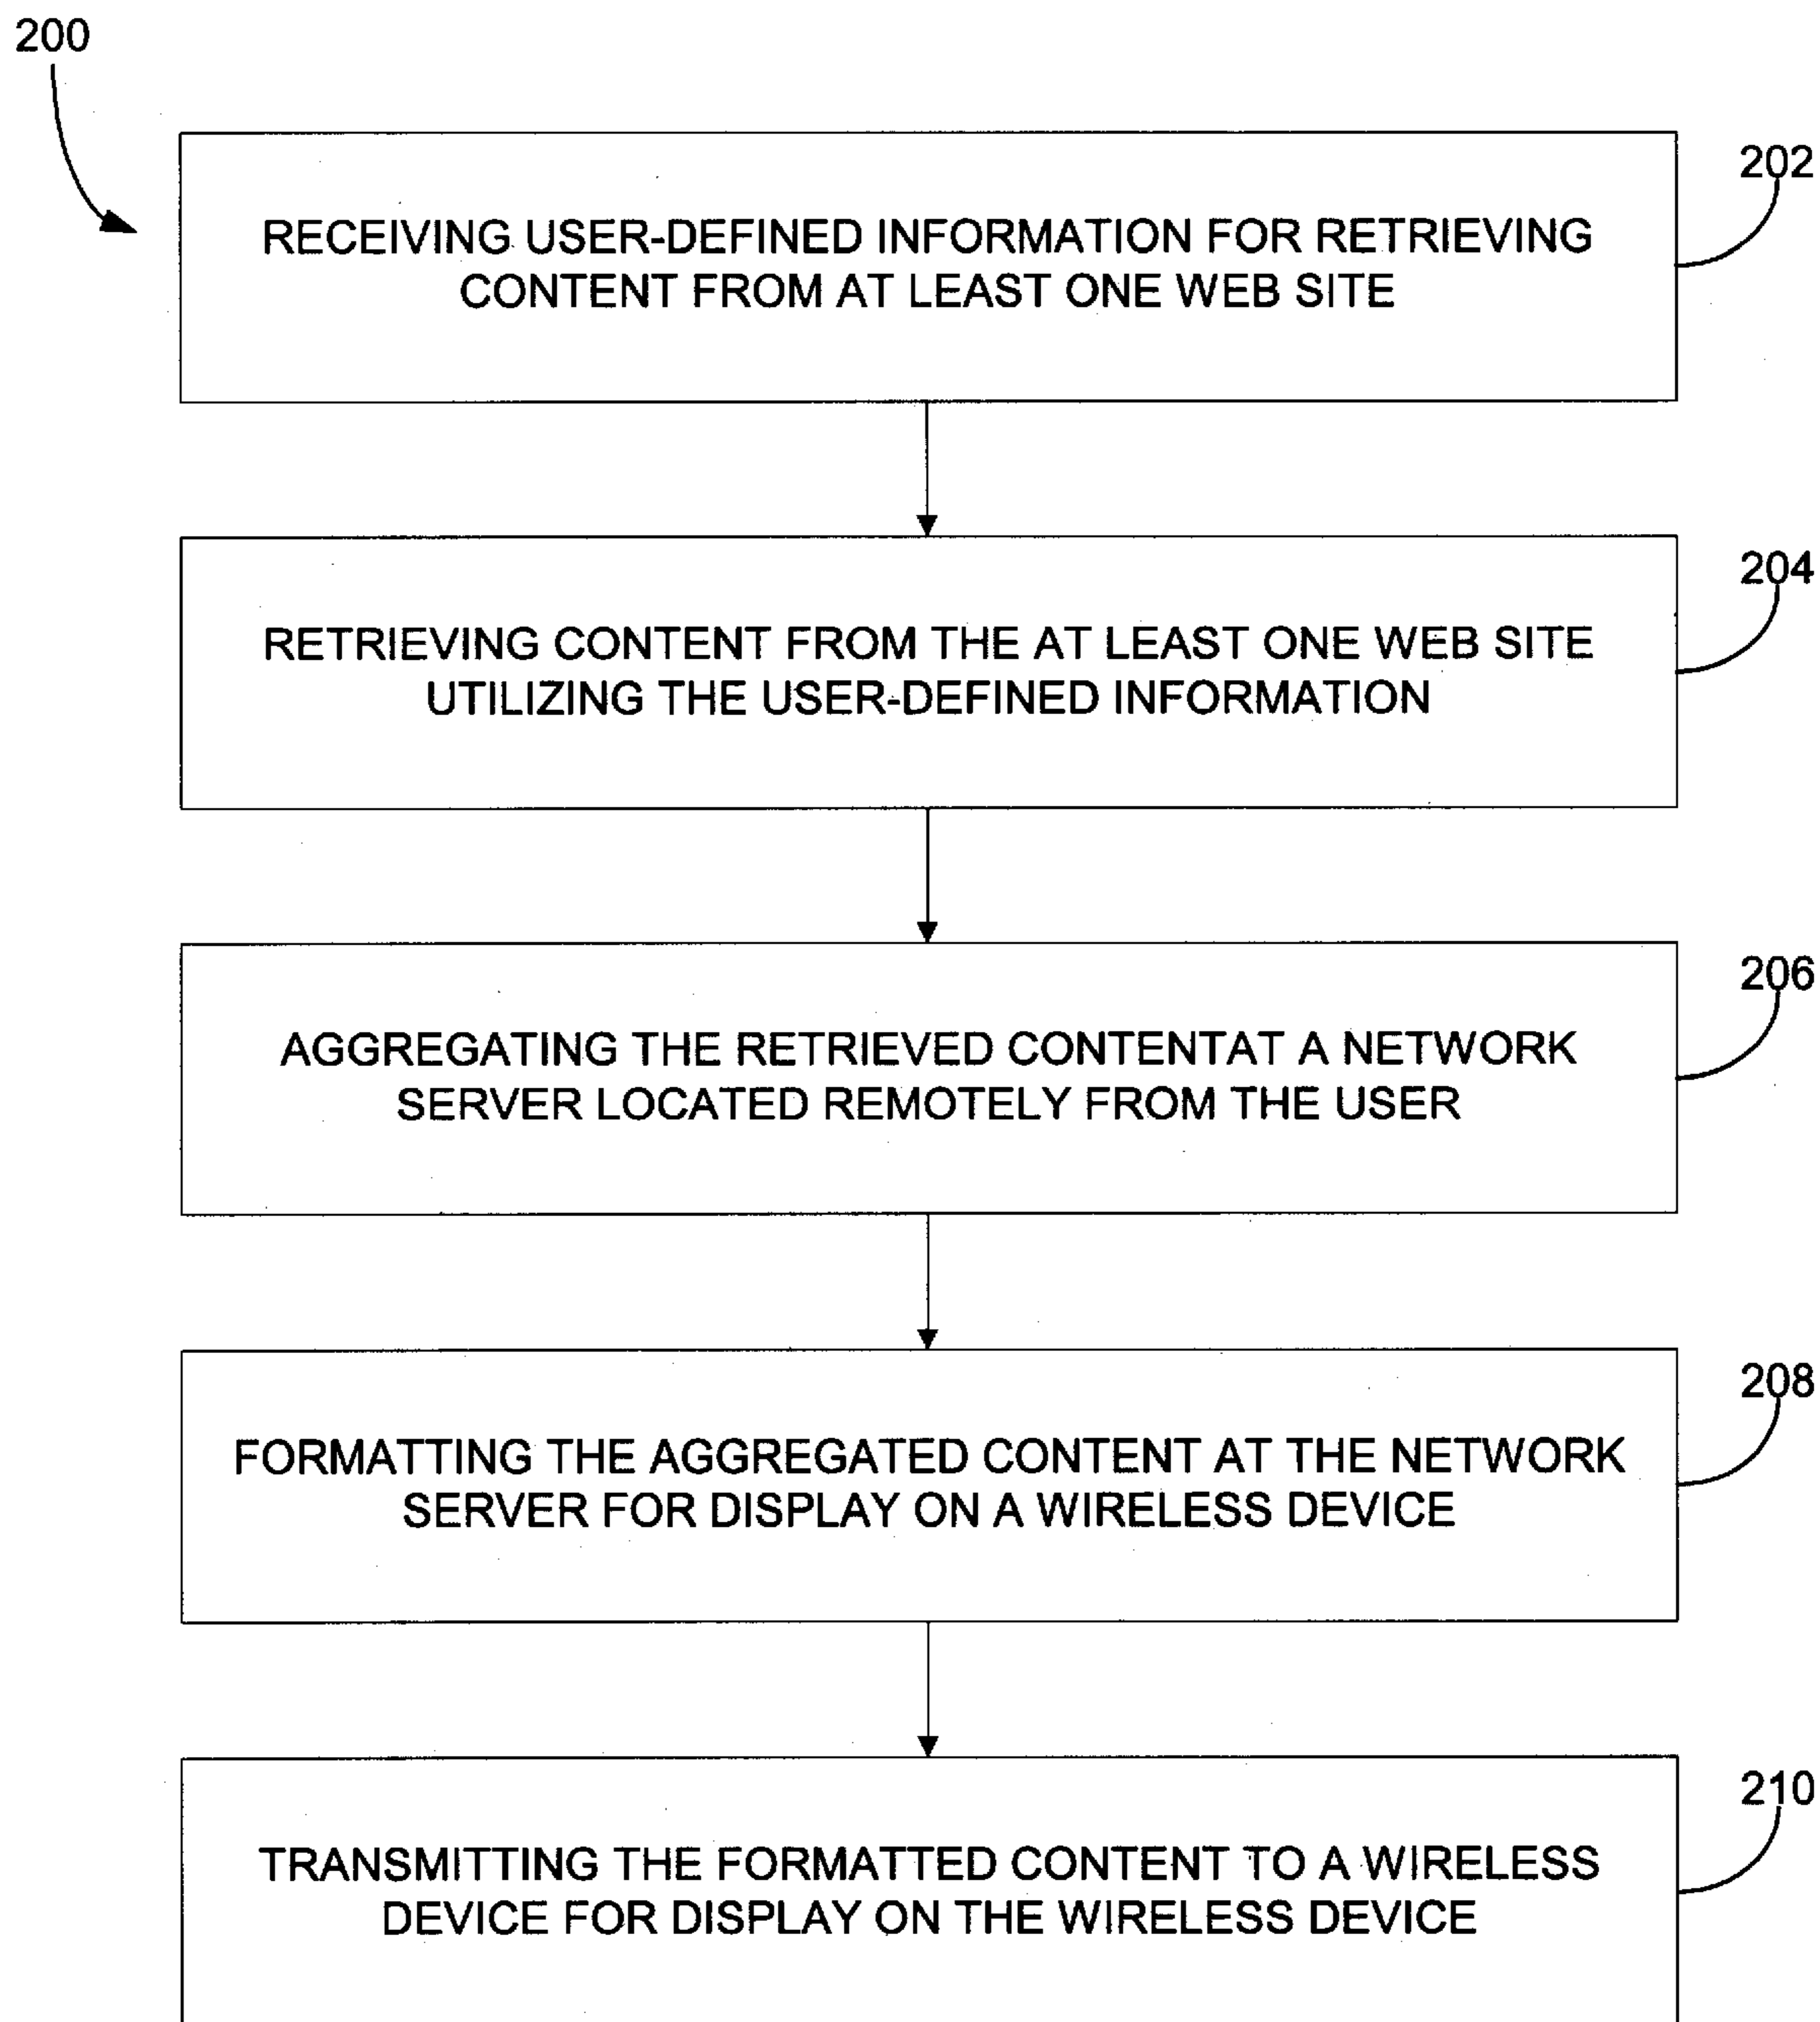 200
202
RECEIVING USER-DEFINED INFORMATION FOR RETRIEVING
CONTENT FROM AT LEAST ONE WEB SITE
204
RETRIEVING CONTENT FROM THE AT LEAST ONE WEB SITE
UTILIZING THE USER-DEFINED INFORMATION
206
AGGREGATING THE RETRIEVED CONTENTAT A NETWORK
SERVER LOCATED REMOTELY FROM THE USER
208
FORMATTING THE AGGREGATED CONTENT AT THE NETWORK
SERVER FOR DISPLAY ON A WIRELESS DEVICE
210
TRANSMITTING THE FORMATTED CONTENT TO A WIRELESS
DEVICE FOR DISPLAY ON THE WIRELESS DEVICE